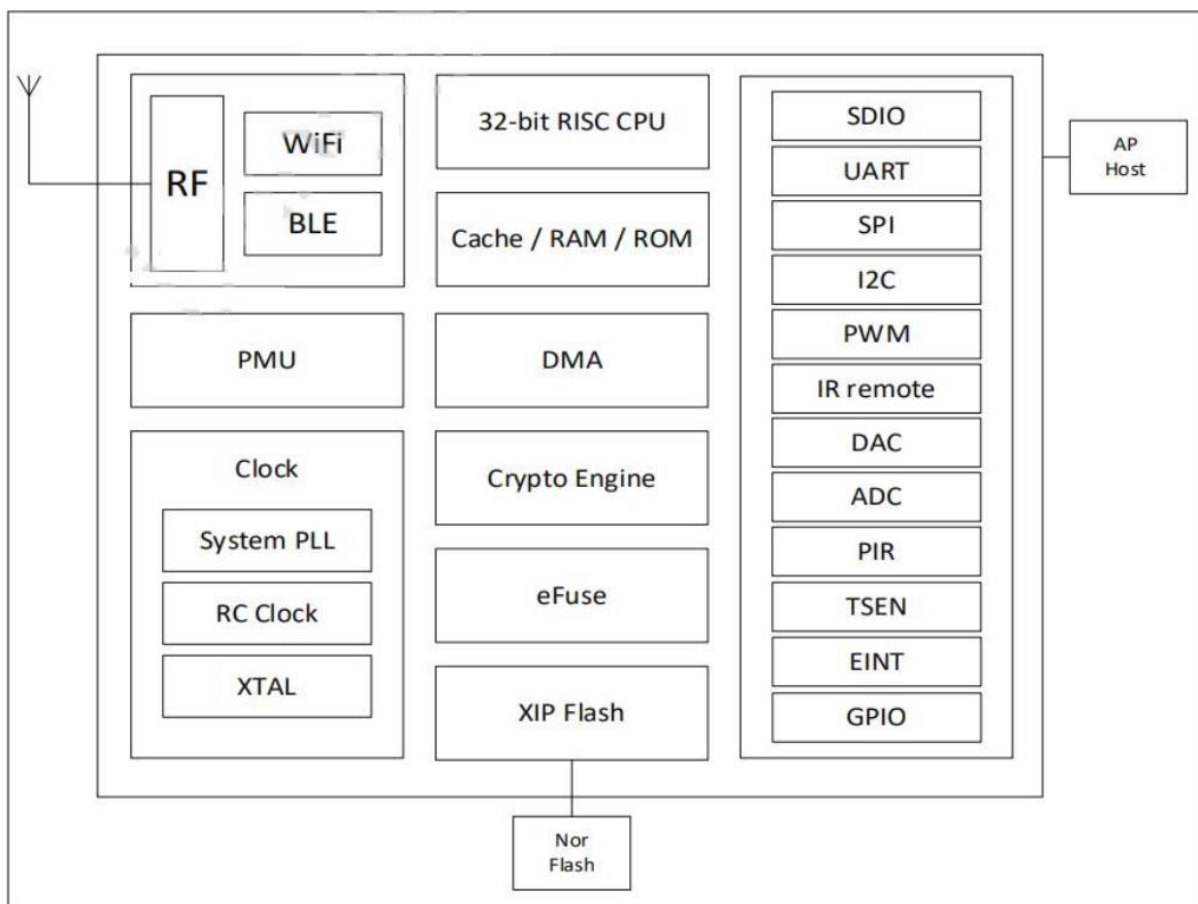 RF
WiFi
BLE
PMU
Clock
System PLL
RC Clock
XTAL
32-bit RISC CPU
Cache / RAM / ROM
DMA
Crypto Engine
eFuse
XIP Flash
SDIO
UART
SPI
I2C
PWM
IR remote
DAC
ADC
PIR
TSEN
EINT
GPIO
AP
Host
Nor
Flash